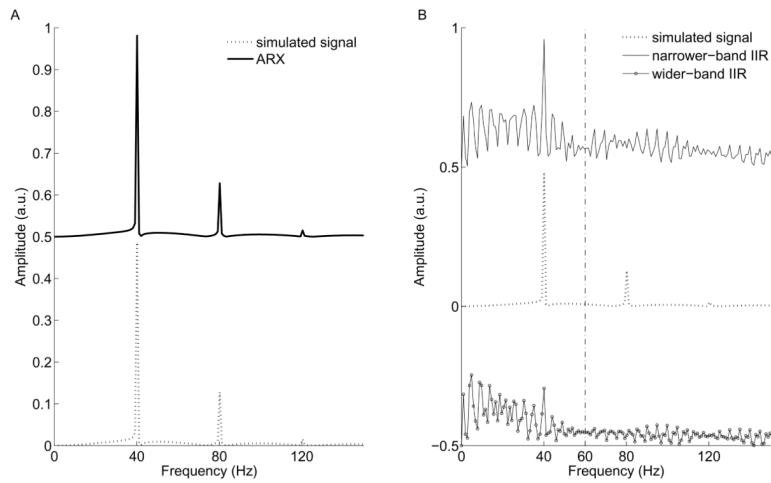 A
simulated signal
ARX
1
0.9
0.8
0.7
0.6
0.5
0.4
0.3
0.2
0.1
0
Amplitude (a.u.)
0 40 80 120
Frequency (Hz)
B
simulated signal
narrower−band IIR
wider−band IIR
1
0.5
0
−0.5
Amplitude (a.u.)
0 40 60 80 120
Frequency (Hz)